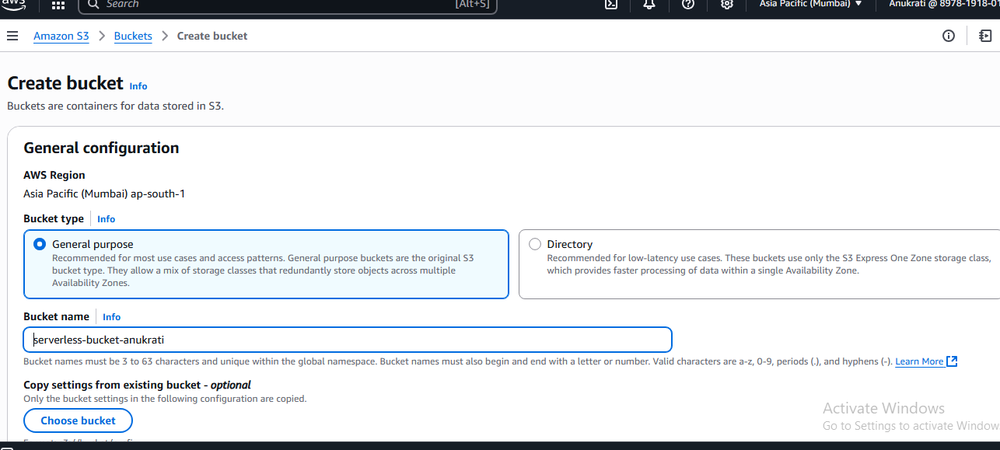 aws
Search
[Alt+S]
Asia Pacific (Mumbai)
Anukrati @ 8978-1918-01
Amazon S3
Buckets
Create bucket
Create bucket Info
Buckets are containers for data stored in S3.
General configuration
AWS Region
Asia Pacific (Mumbai) ap-south-1
Bucket type Info
General purpose
Recommended for most use cases and access patterns. General purpose buckets are the original S3
bucket type. They allow a mix of storage classes that redundantly store objects across multiple
Availability Zones.
Directory
Recommended for low-latency use cases. These buckets use only the S3 Express One Zone storage class,
which provides faster processing of data within a single Availability Zone.
Bucket name Info
serverless-bucket-anukrati
Bucket names must be 3 to 63 characters and unique within the global namespace. Bucket names must also begin and end with a letter or number. Valid characters are a-z, 0-9, periods (.), and hyphens (-). Learn More
Copy settings from existing bucket - optional
Only the bucket settings in the following configuration are copied.
Choose bucket
Activate Windows
Go to Settings to activate Window